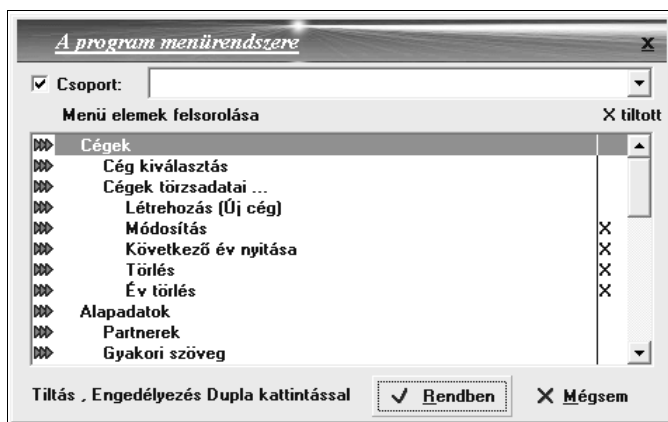 A program menürendszere x
Csoport:
Menü elemek felsorolása X tiltott
Cégek
Cég kiválasztás
Cégek törzsadatai ...
Létrehozás (Új cég)
Módosítás X
Következő év nyitása X
Törlés X
Év törlés X
Alapadatok
Partnerek
Gyakori szöveg
Tiltás , Engedélyezés Dupla kattintással Rendben Mégsem